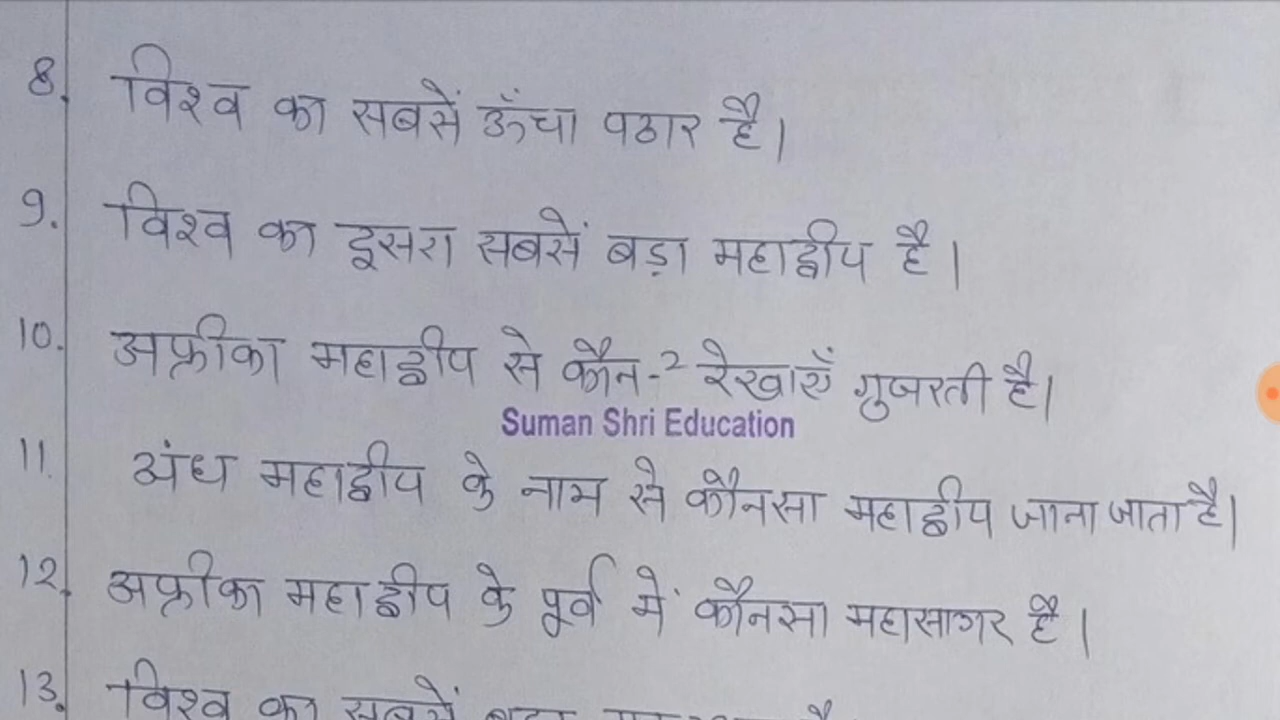 8. विश्व का सबसें ऊँचा पठार है।
9. विश्व का दूसरा सबसें बड़ा महाद्वीप है।
10. अफ्रीका महाद्वीप से कौन-2 रेखाएँ गुजरती है।
Suman Shri Education
11. अंध महाद्वीप के नाम से कौनसा महाद्वीप जाना जाता है।
12. अफ्रीका महाद्वीप के पूर्व में कौनसा महासागर है।
13. विश्व का सबसें